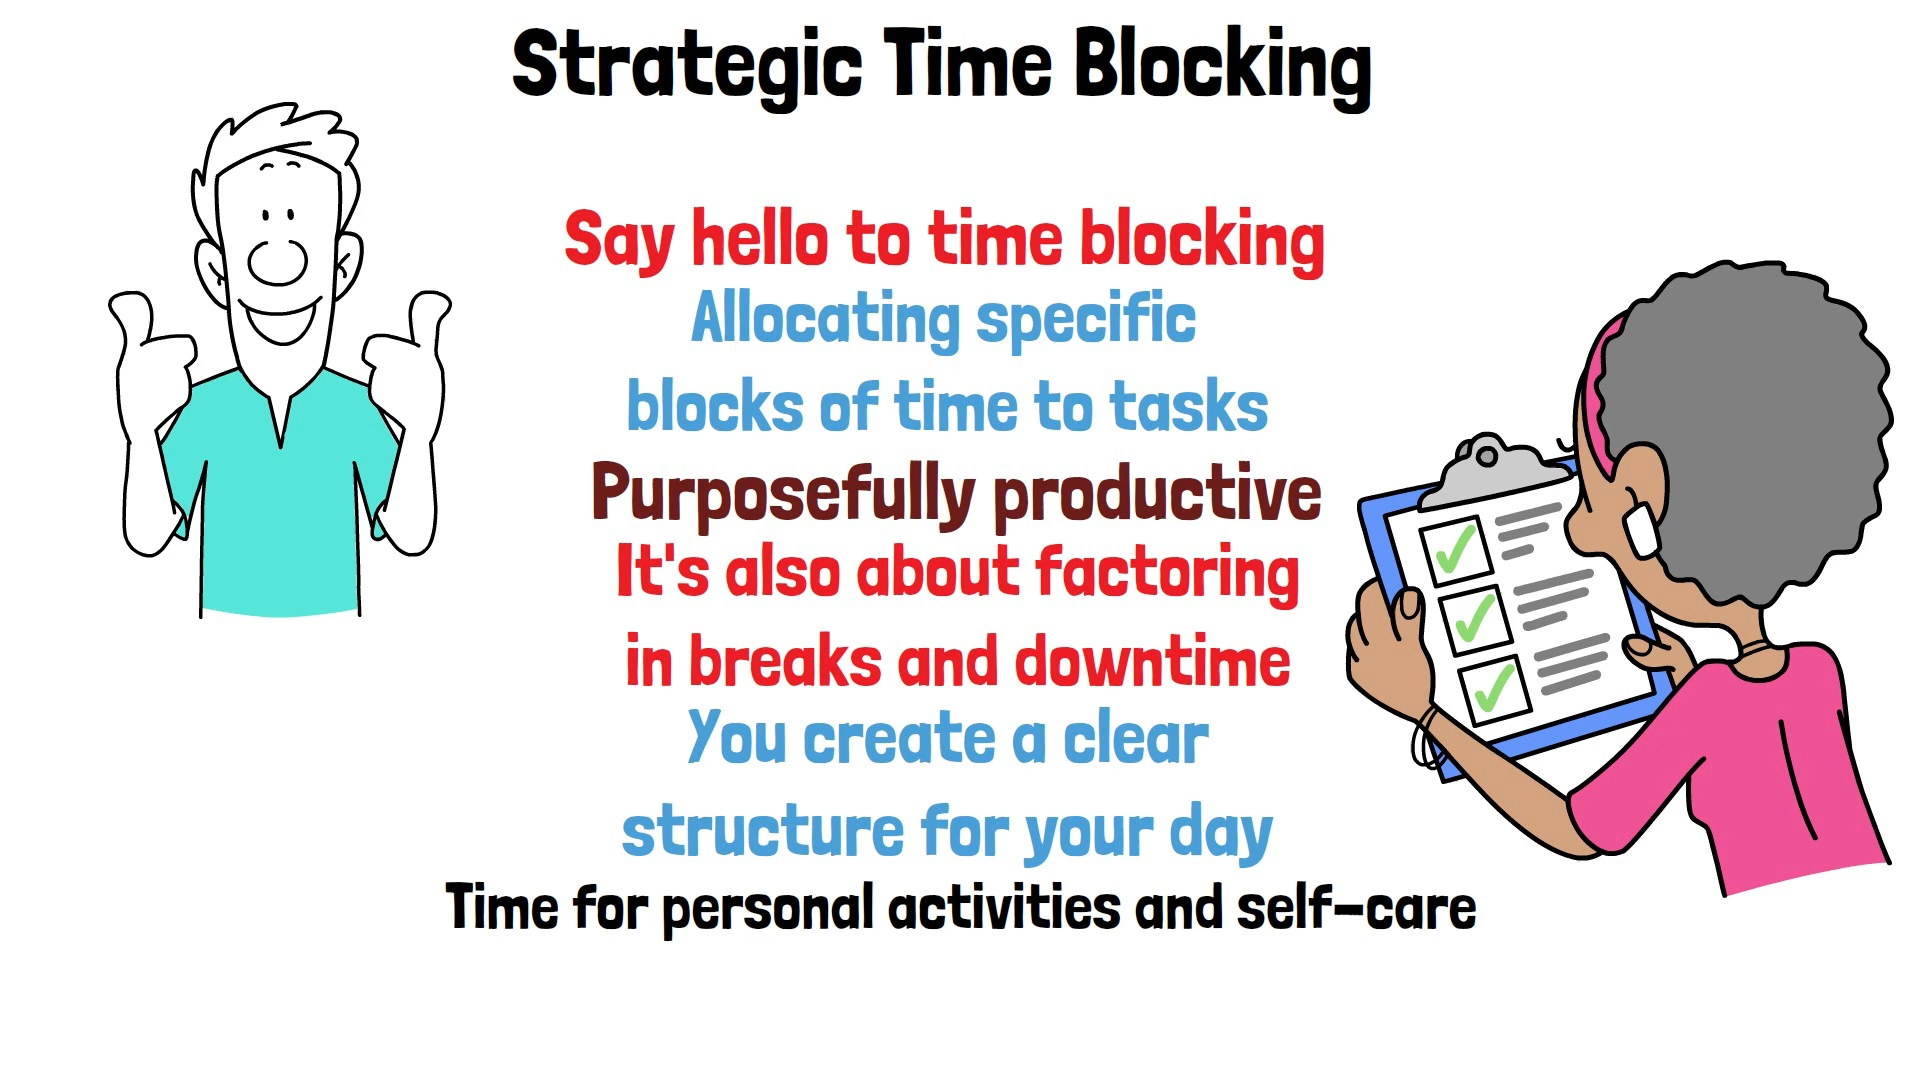 Strategic Time Blocking
Say hello to time blocking
Allocating specific
blocks of time to tasks
Purposefully productive
It's also about factoring
in breaks and downtime
You create a clear
structure for your day
Time for personal activities and self-care